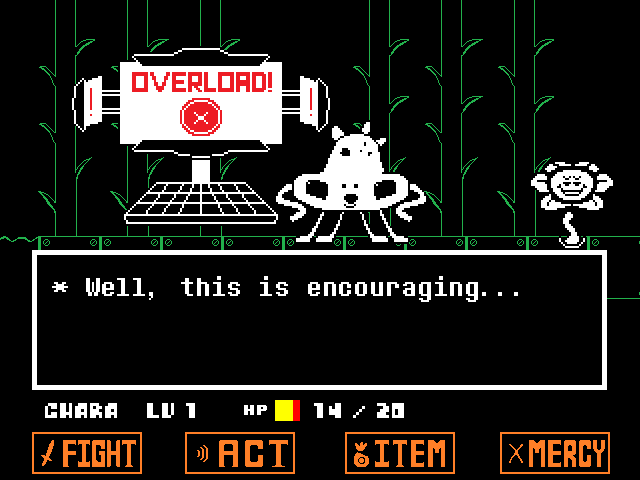 OVERLOAD!
* Well, this is encouraging...
CHARA LV 1 HP 14 / 20
FIGHT ACT ITEM MERCY